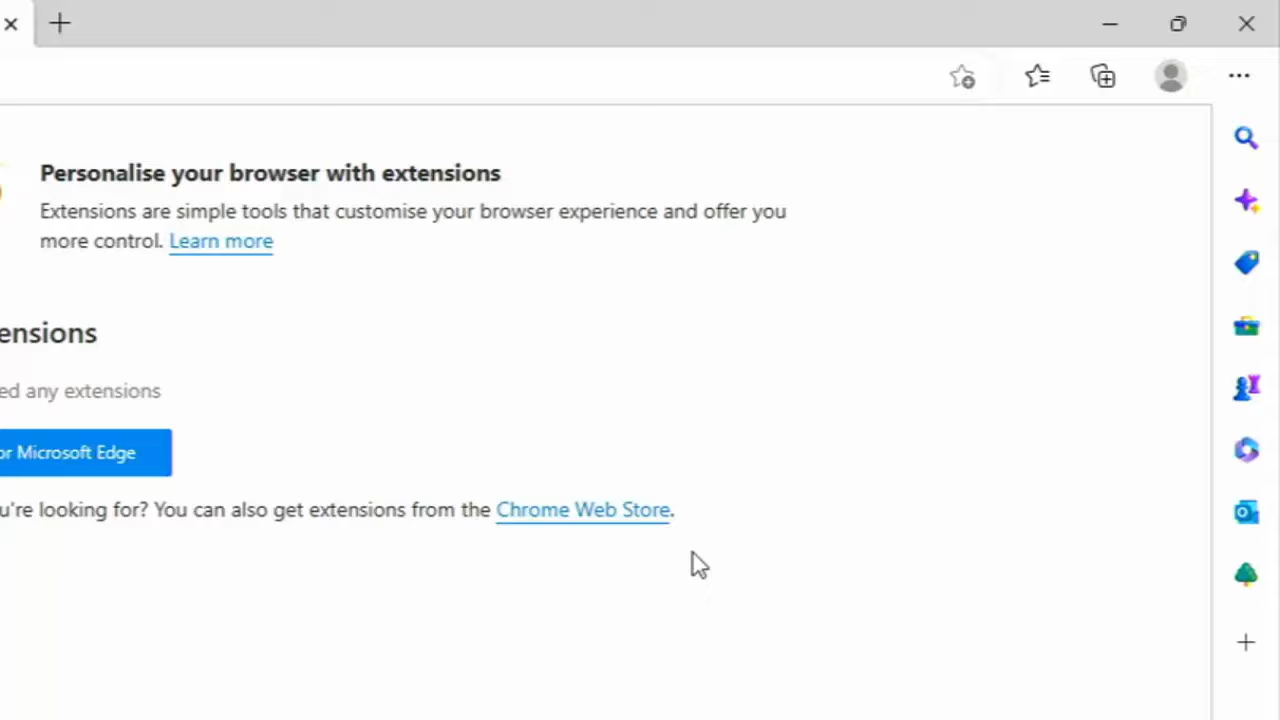 Personalise your browser with extensions
Extensions are simple tools that customise your browser experience and offer you
more control. Learn more
ensions
ed any extensions
or Microsoft Edge
u're looking for? You can also get extensions from the Chrome Web Store.